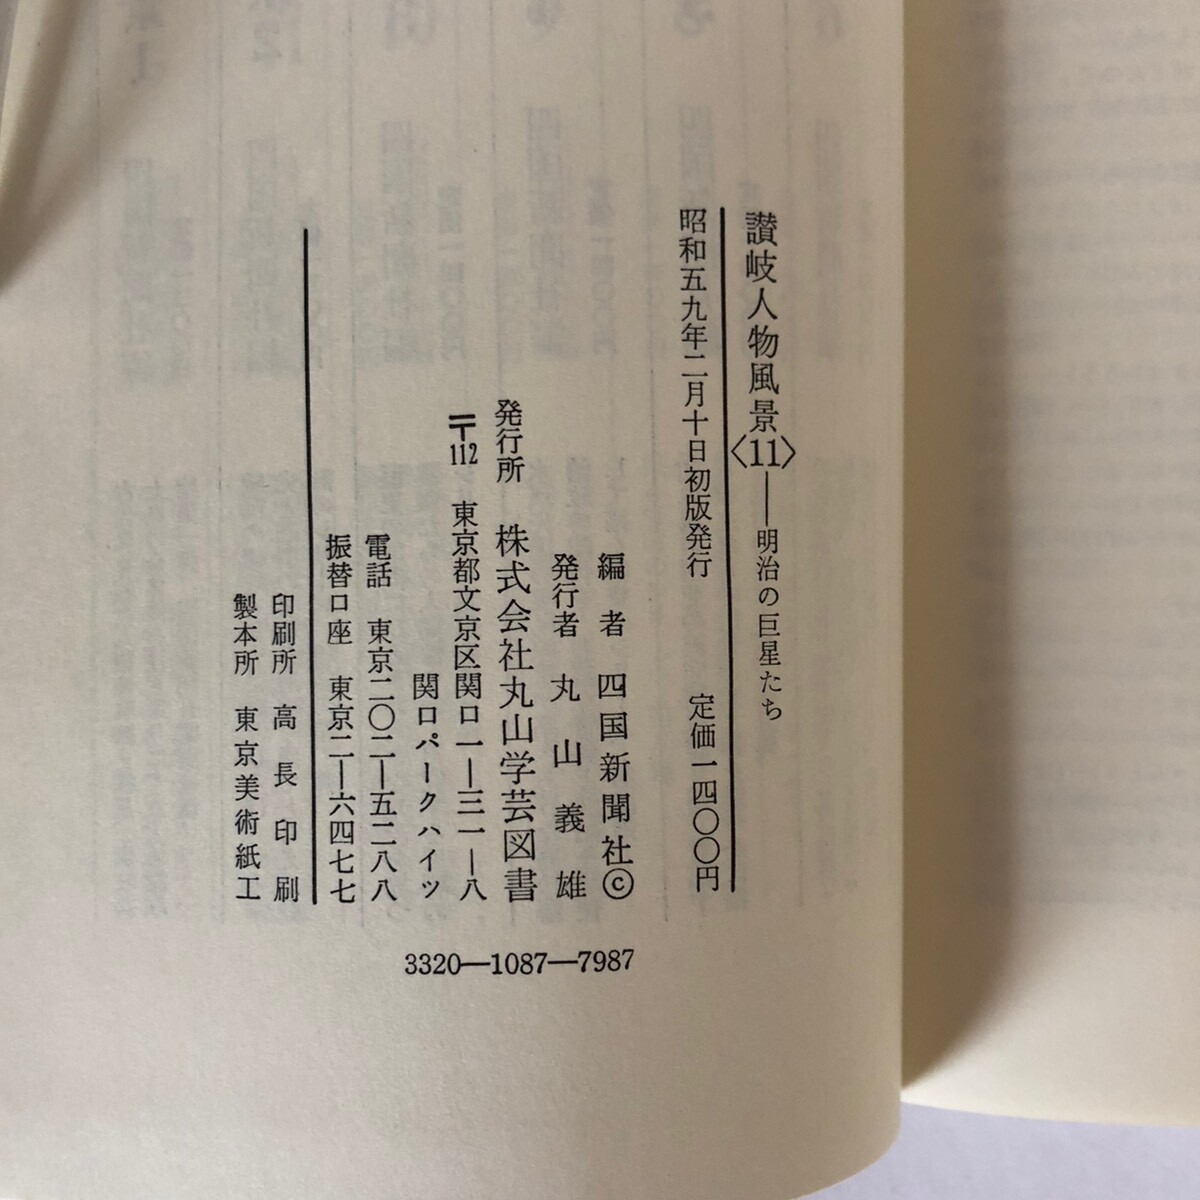 讃岐人物風景〈11〉―明治の巨星たち
昭和五九年二月十日初版発行　定価一四〇〇円
編者　四国新聞社©
発行者　丸山義雄
発行所　株式会社丸山学芸図書
〒112　東京都文京区関口一―三一―八
関口パークハイツ
電話　東京二〇二―五二八八
振替口座　東京二―六四七七
印刷所　高長印刷
製本所　東京美術紙工
3320―1087―7987